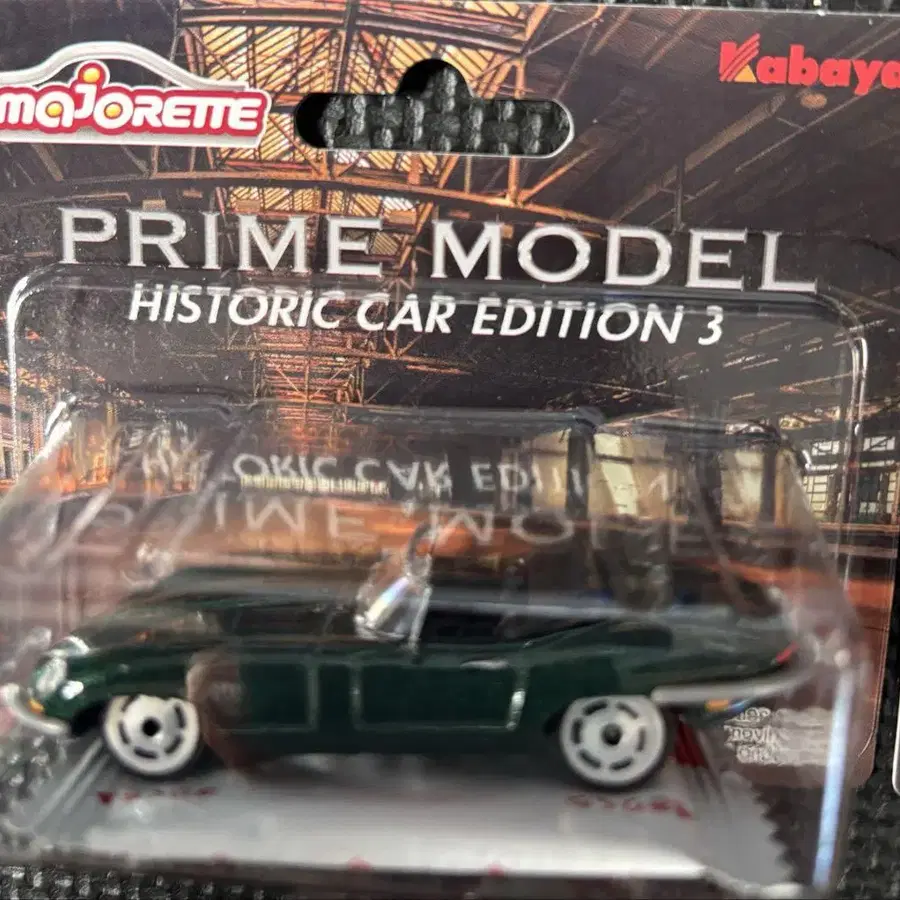 majorette
Kabaya
PRIME MODEL
HISTORIC CAR EDITION 3